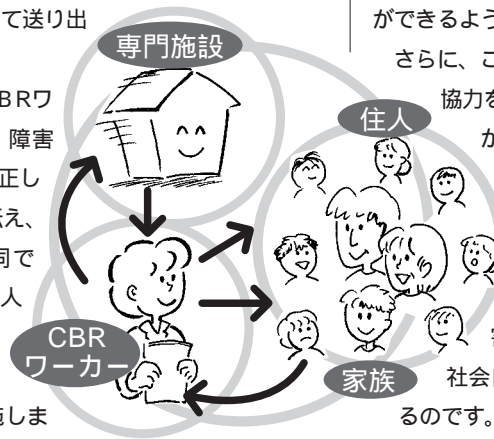 て送り出
BRワ
障害
正し
伝え、
同で
人
施しま
専門施設
住人
CBR
ワーカー
家族
ができるよう
さらに、こ
協力を
か
社会
るのです。